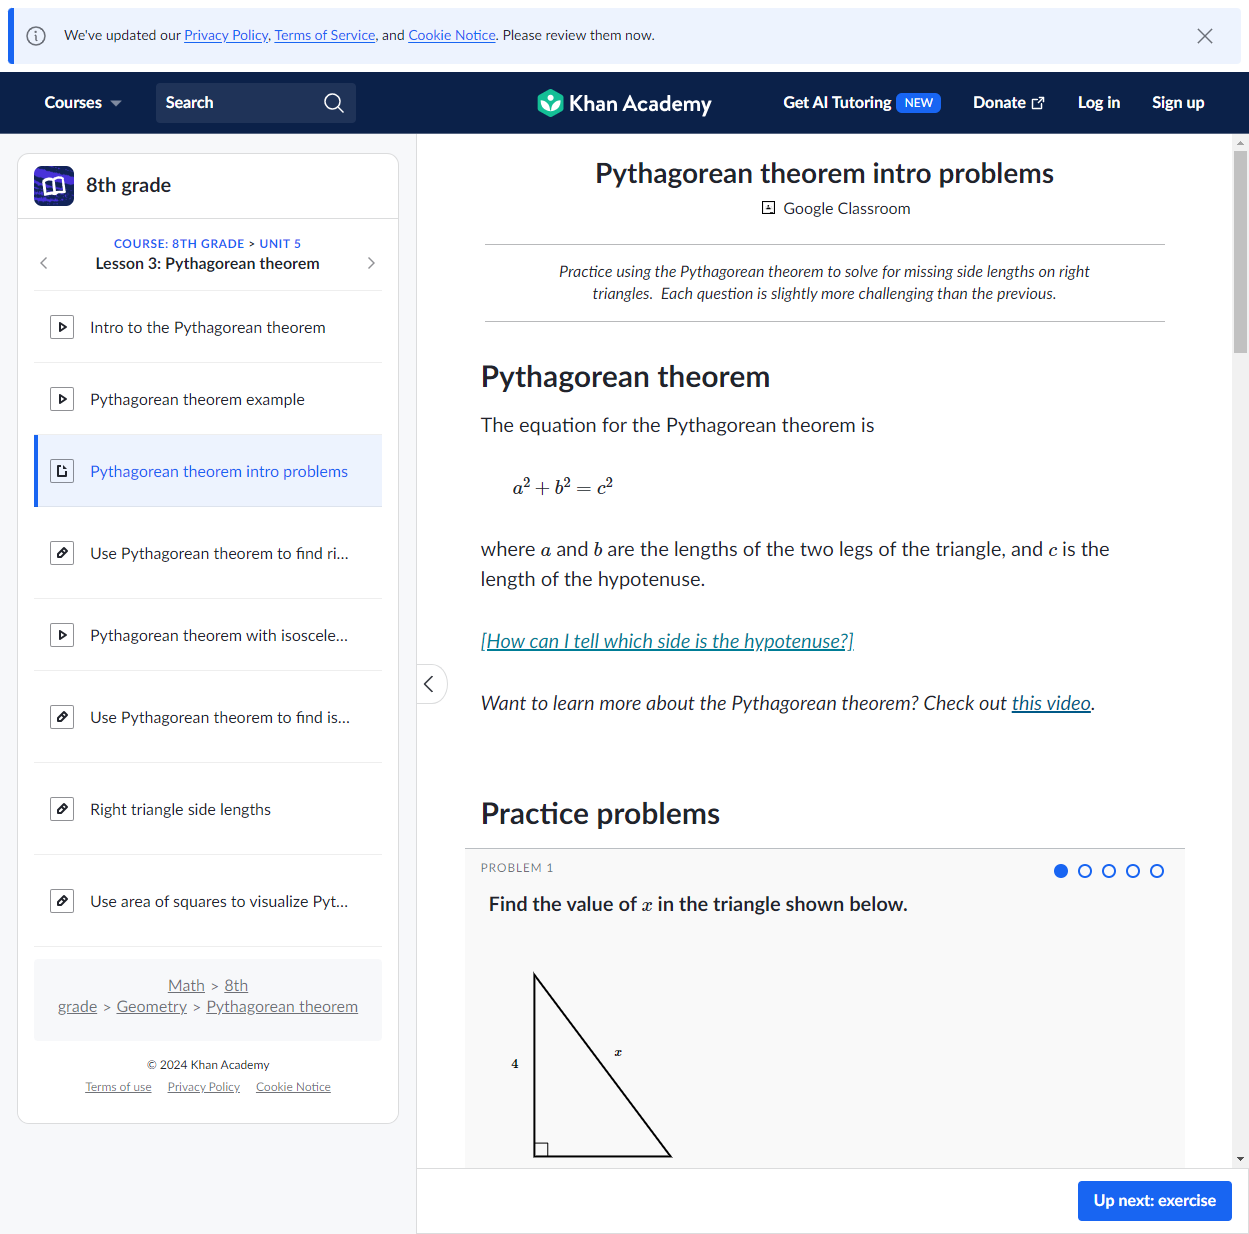 We've updated our Privacy Policy, Terms of Service, and Cookie Notice. Please review them now.
Courses
Search
Khan Academy
Get AI Tutoring NEW
Donate
Log in
Sign up
8th grade
COURSE: 8TH GRADE > UNIT 5
Lesson 3: Pythagorean theorem
Intro to the Pythagorean theorem
Pythagorean theorem example
Pythagorean theorem intro problems
Use Pythagorean theorem to find ri...
Pythagorean theorem with isoscele...
Use Pythagorean theorem to find is...
Right triangle side lengths
Use area of squares to visualize Pyt...
Math > 8th
grade > Geometry > Pythagorean theorem
© 2024 Khan Academy
Terms of use Privacy Policy Cookie Notice
Pythagorean theorem intro problems
Google Classroom
Practice using the Pythagorean theorem to solve for missing side lengths on right
triangles. Each question is slightly more challenging than the previous.
Pythagorean theorem
The equation for the Pythagorean theorem is
a² + b² = c²
where a and b are the lengths of the two legs of the triangle, and c is the
length of the hypotenuse.
[How can I tell which side is the hypotenuse?]
Want to learn more about the Pythagorean theorem? Check out this video.
Practice problems
PROBLEM 1
Find the value of x in the triangle shown below.
x
4
Up next: exercise